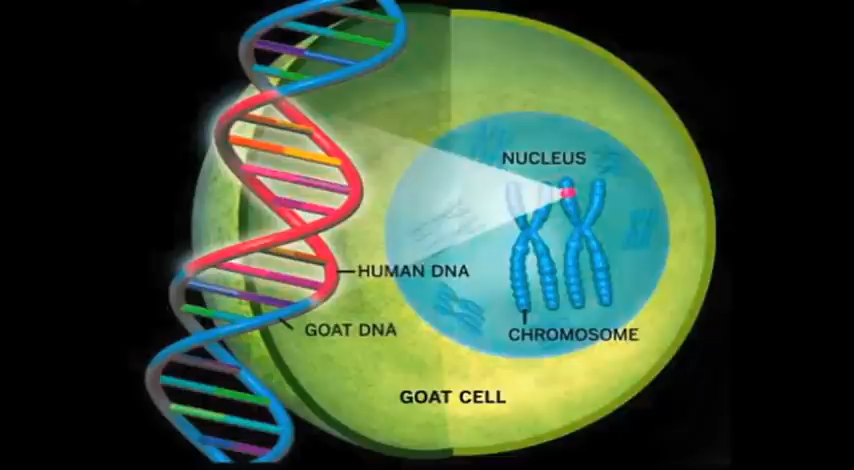 NUCLEUS
HUMAN DNA
GOAT DNA
CHROMOSOME
GOAT CELL